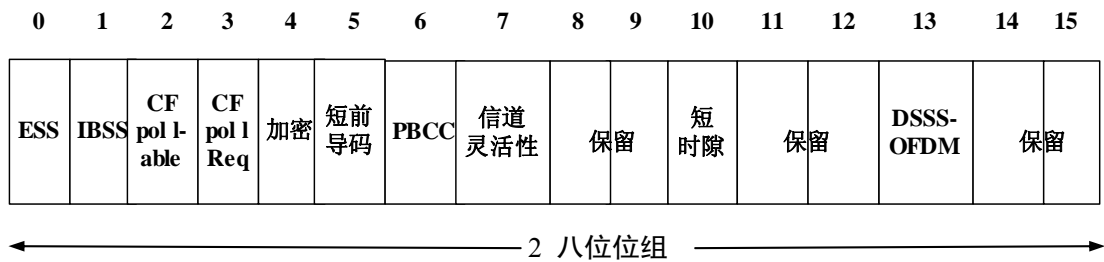 0 1 2 3 4 5 6 7 8 9 10 11 12 13 14 15
ESS
IBSS
CF
pol l-
able
CF
pol l
Req
加密
短前
导码
PBCC
信道
灵活性
保留
短
时隙
保留
DSSS-
OFDM
保留
2 八位位组